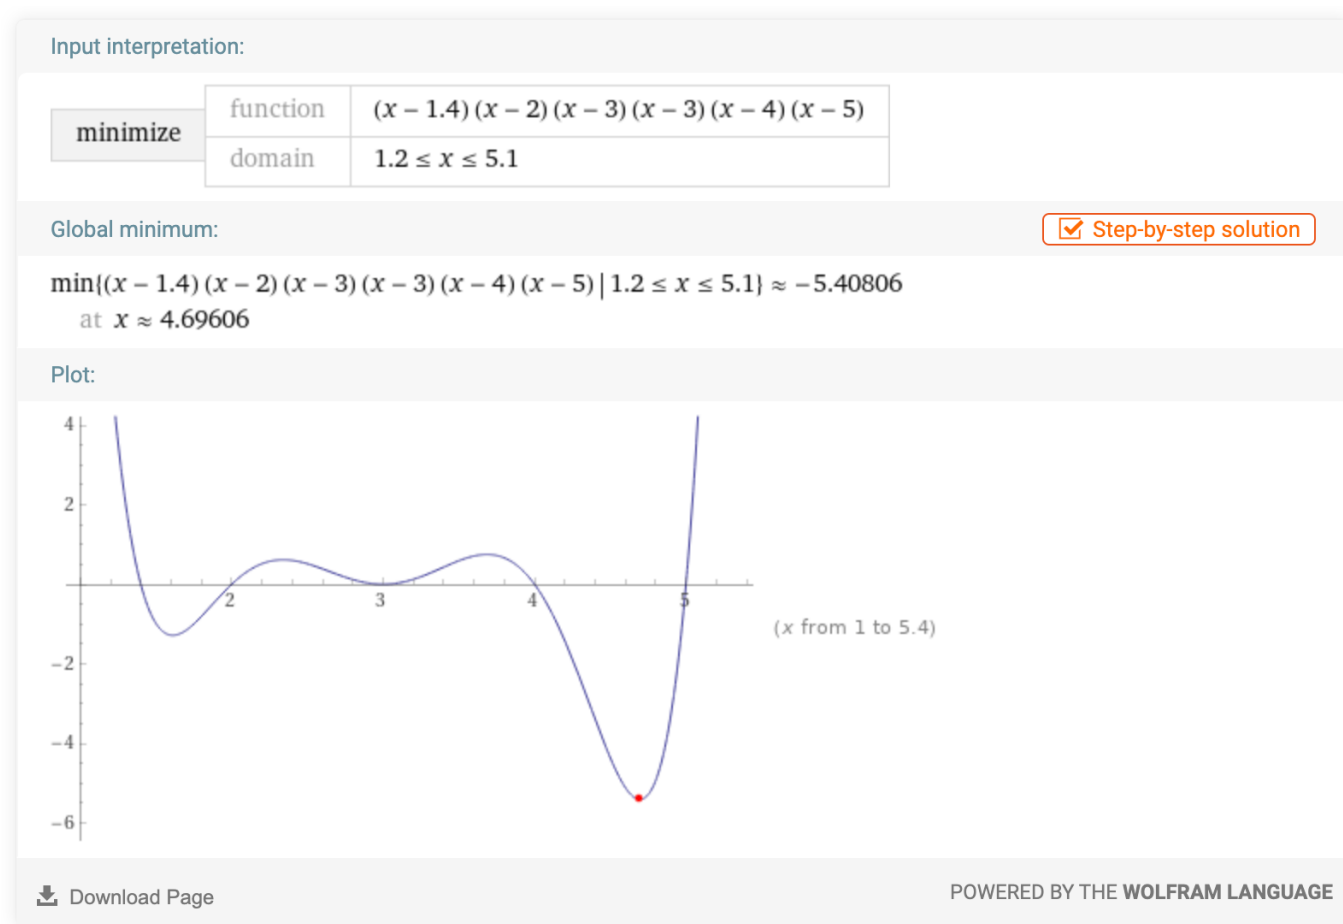 Input interpretation:
minimize
function (x – 1.4) (x – 2) (x – 3) (x – 3) (x – 4) (x – 5)
domain 1.2 ≤ x ≤ 5.1
Global minimum:
Step-by-step solution
min{(x – 1.4) (x – 2) (x – 3) (x – 3) (x – 4) (x – 5) | 1.2 ≤ x ≤ 5.1} ≈ –5.40806
at x ≈ 4.69606
Plot:
4
2
2 3 4 5
(x from 1 to 5.4)
–2
–4
–6
Download Page
POWERED BY THE WOLFRAM LANGUAGE